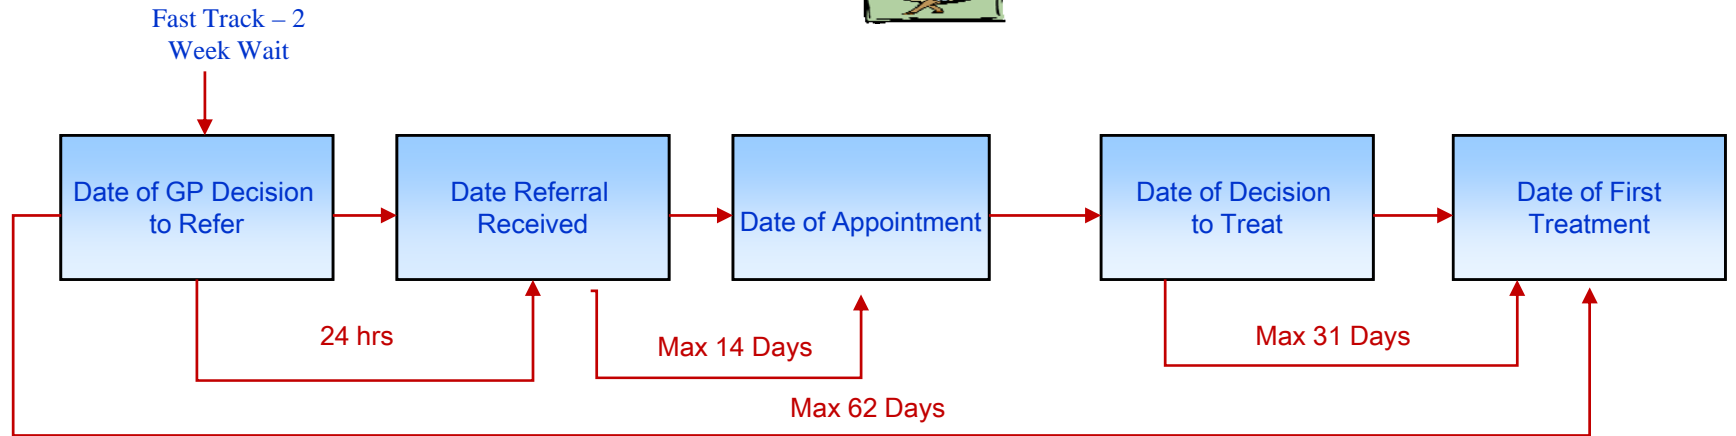 Fast Track – 2
Week Wait
Date of GP Decision
to Refer
Date Referral
Received
Date of Appointment
Date of Decision
to Treat
Date of First
Treatment
24 hrs
Max 14 Days
Max 31 Days
Max 62 Days